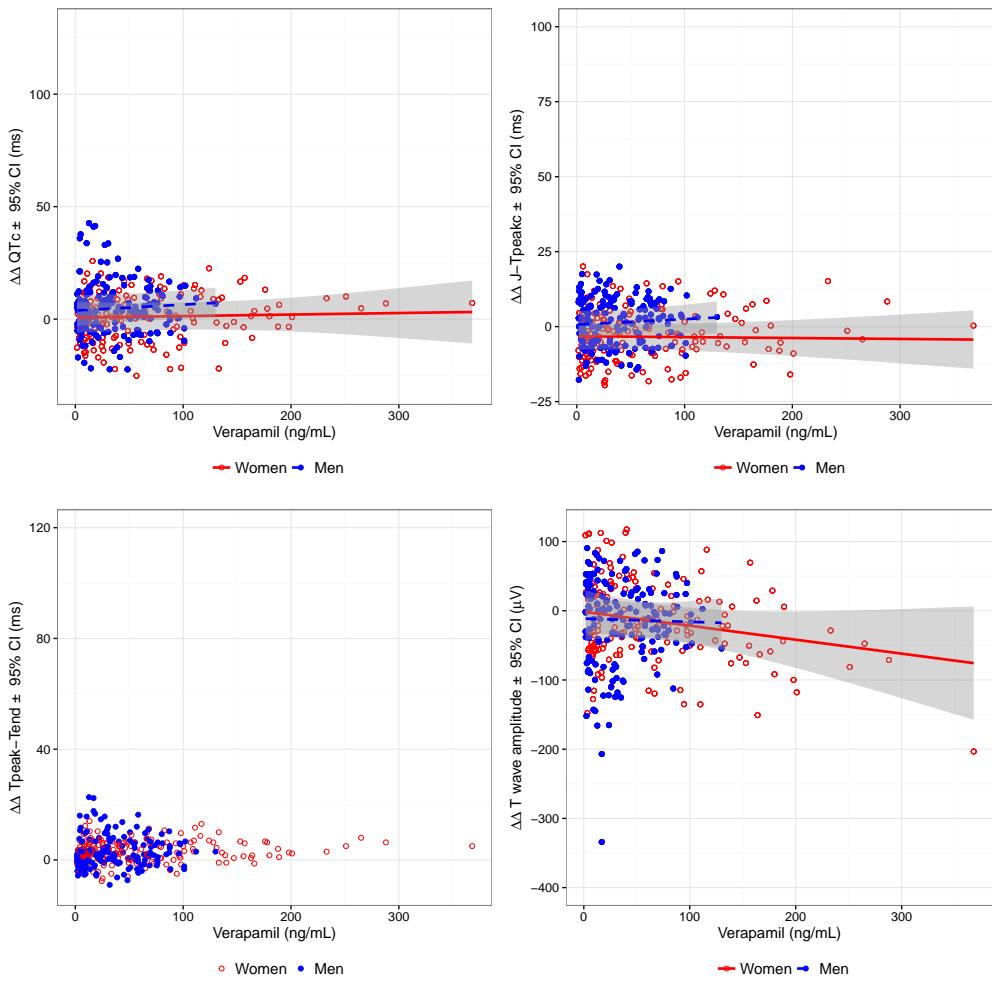 100
50
0
ΔΔ QTc ± 95% CI (ms)
0 100 200 300
Verapamil (ng/mL)
Women Men
100
75
50
25
0
−25
ΔΔ J−Tpeakc ± 95% CI (ms)
0 100 200 300
Verapamil (ng/mL)
Women Men
120
80
40
0
ΔΔ Tpeak−Tend ± 95% CI (ms)
0 100 200 300
Verapamil (ng/mL)
Women Men
100
0
−100
−200
−300
−400
ΔΔ T wave amplitude ± 95% CI (µV)
0 100 200 300
Verapamil (ng/mL)
Women Men